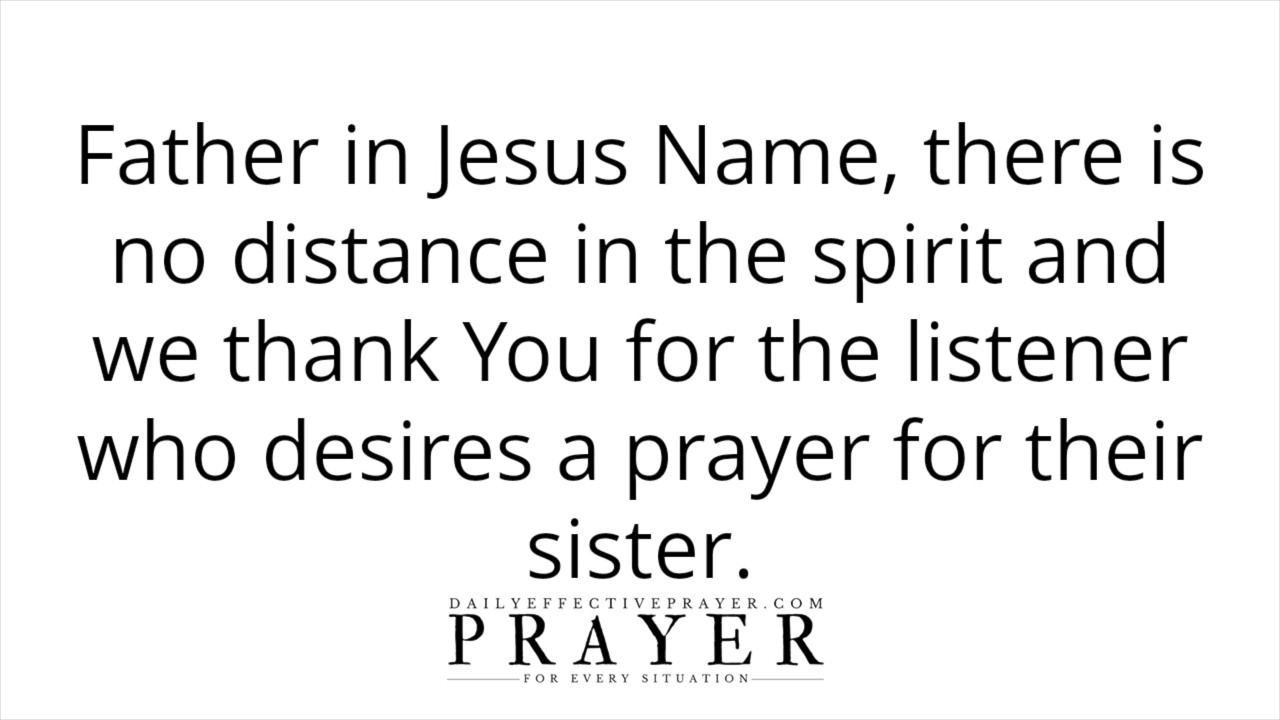 Father in Jesus Name, there is
no distance in the spirit and
we thank You for the listener
who desires a prayer for their
sister.
DAILYEFFECTIVEPRAYER.COM
PRAYER
FOR EVERY SITUATION